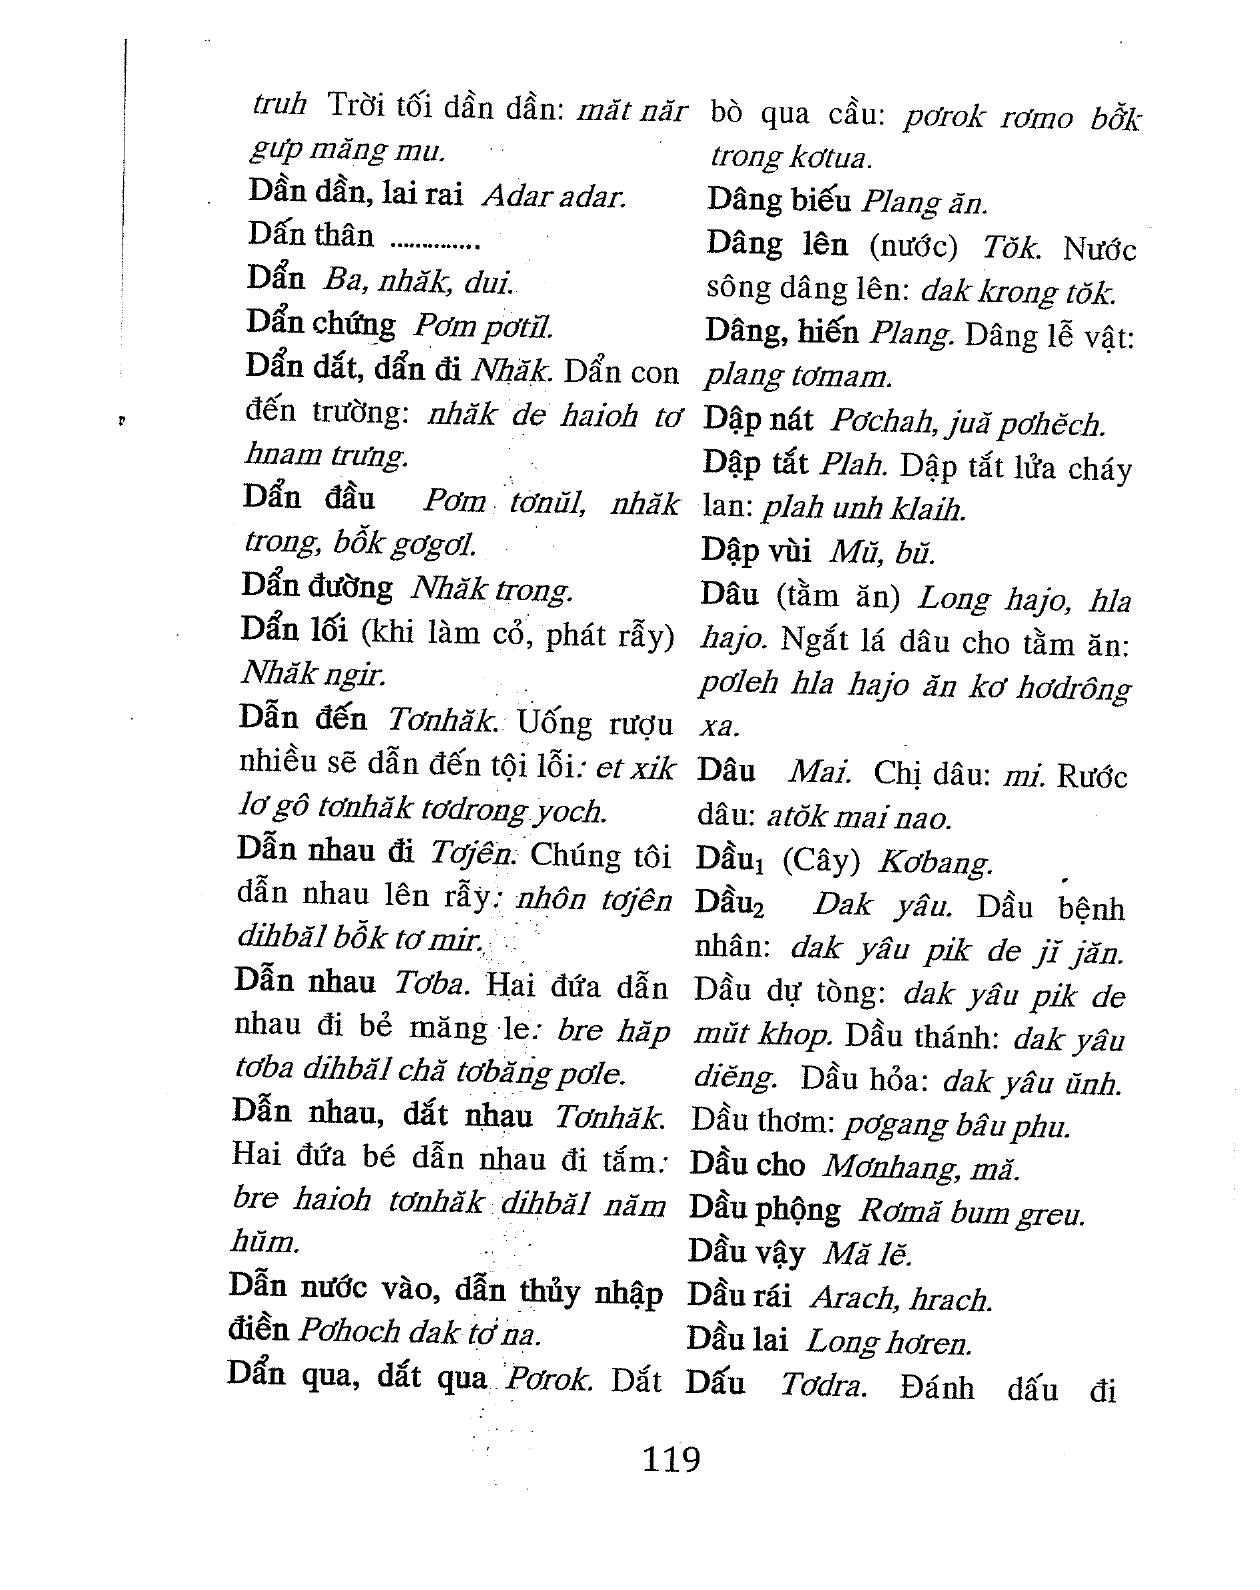 truh Trời tối dần dần: măt năr
gưp măng mu.
Dần dần, lai rai Adar adar.
Dấn thân ..............
Dẩn Ba, nhăk, dui.
Dẩn chứng Pơm pơtĭl.
Dẩn dắt, dẩn đi Nhăk. Dẩn con
đến trường: nhăk de haioh tơ
hnam trưng.
Dẩn đầu Pơm tơnŭl, nhăk
trong, bŏ̂k gơgơl.
Dẩn đường Nhăk trong.
Dẩn lối (khi làm cỏ, phát rẫy)
Nhăk ngir.
Dẫn đến Tơnhăk. Uống rượu
nhiều sẽ dẫn đến tội lỗi: et xik
lơ gô tơnhăk tơdrong yoch.
Dẫn nhau đi Tơjên. Chúng tôi
dẫn nhau lên rẫy: nhôn tơjên
dihbăl bŏ̂k tơ mir.
Dẫn nhau Tơba. Hai đứa dẫn
nhau đi bẻ măng le: bre hăp
tơba dihbăl chă tơbăng pơle.
Dẫn nhau, dắt nhau Tơnhăk.
Hai đứa bé dẫn nhau đi tắm:
bre haioh tơnhăk dihbăl năm
hŭm.
Dẫn nước vào, dẫn thủy nhập
điền Pơhoch dak tơ na.
Dẩn qua, dắt qua Pơrok. Dắt
bò qua cầu: pơrok rơmo bŏ̂k
trong kơtua.
Dâng biếu Plang ăn.
Dâng lên (nước) Tŏk. Nước
sông dâng lên: dak krong tŏk.
Dâng, hiến Plang. Dâng lễ vật:
plang tơmam.
Dập nát Pơchah, juă pơhĕch.
Dập tắt Plah. Dập tắt lửa cháy
lan: plah unh klaih.
Dập vùi Mŭ, bŭ.
Dâu (tằm ăn) Long hajo, hla
hajo. Ngắt lá dâu cho tằm ăn:
pơleh hla hajo ăn kơ hơdrông
xa.
Dâu Mai. Chị dâu: mi. Rước
dâu: atŏk mai nao.
Dầu₁ (Cây) Kơbang.
Dầu₂ Dak yâu. Dầu bệnh
nhân: dak yâu pik de jĭ jăn.
Dầu dự tòng: dak yâu pik de
mŭt khop. Dầu thánh: dak yâu
diĕng. Dầu hỏa: dak yâu ŭnh.
Dầu thơm: pơgang bâu phu.
Dầu cho Mơnhang, mă.
Dầu phộng Rơmă bum greu.
Dầu vậy Mă lĕ.
Dầu rái Arach, hrach.
Dầu lai Long hơren.
Dấu Tơdra. Đánh dấu đi
119